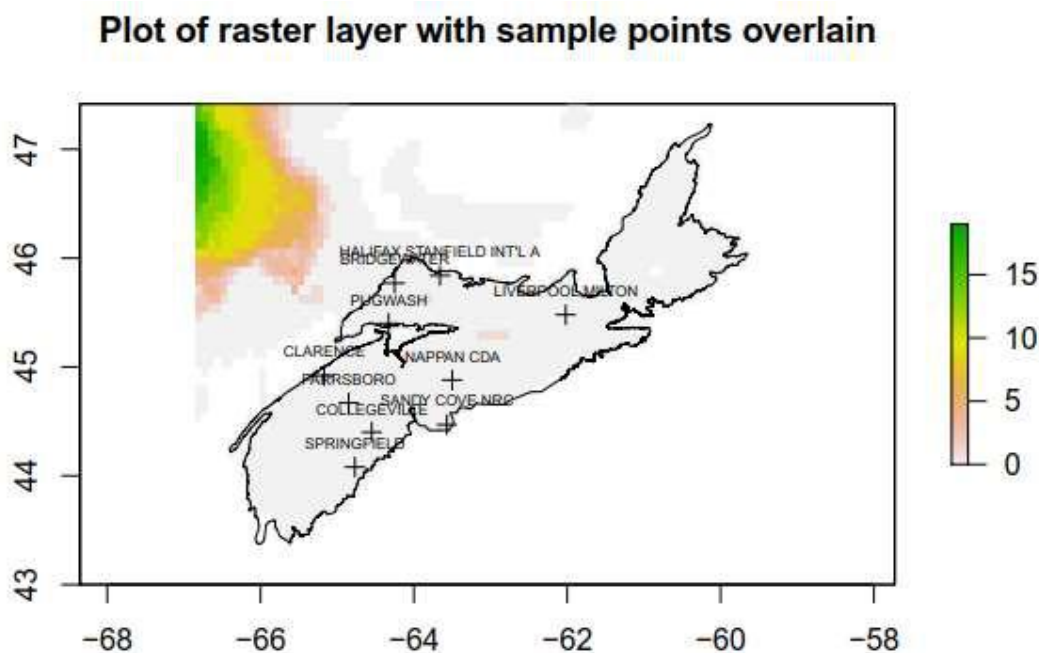 Plot of raster layer with sample points overlain
47
46
45
44
43
HALIFAX STANFIELD INT'L A
BRIDGEWATER
LIVERPOOL MILTON
PUGWASH
CLARENCE
NAPPAN CDA
PARRSBORO
SANDY COVE NRC
COLLEGEVILLE
SPRINGFIELD
15
10
5
0
−68
−66
−64
−62
−60
−58